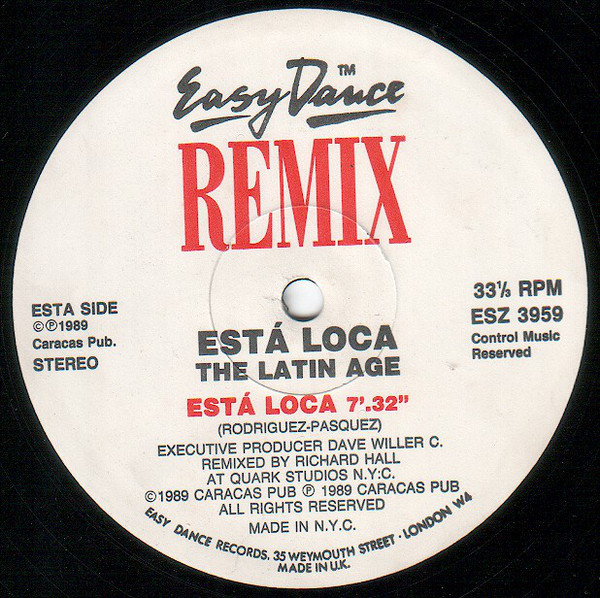 Easy Dance™
REMIX
ESTA SIDE
©℗1989
Caracas Pub.
STEREO
33⅓ RPM
ESZ 3959
Control Music
Reserved
ESTÁ LOCA
THE LATIN AGE
ESTÁ LOCA 7'.32"
(RODRIGUEZ-PASQUEZ)
EXECUTIVE PRODUCER DAVE WILLER C.
REMIXED BY RICHARD HALL
AT QUARK STUDIOS N.Y:C.
©1989 CARACAS PUB ℗ 1989 CARACAS PUB
ALL RIGHTS RESERVED
MADE IN N.Y.C.
EASY DANCE RECORDS, 35 WEYMOUTH STREET · LONDON W4
MADE IN U.K.